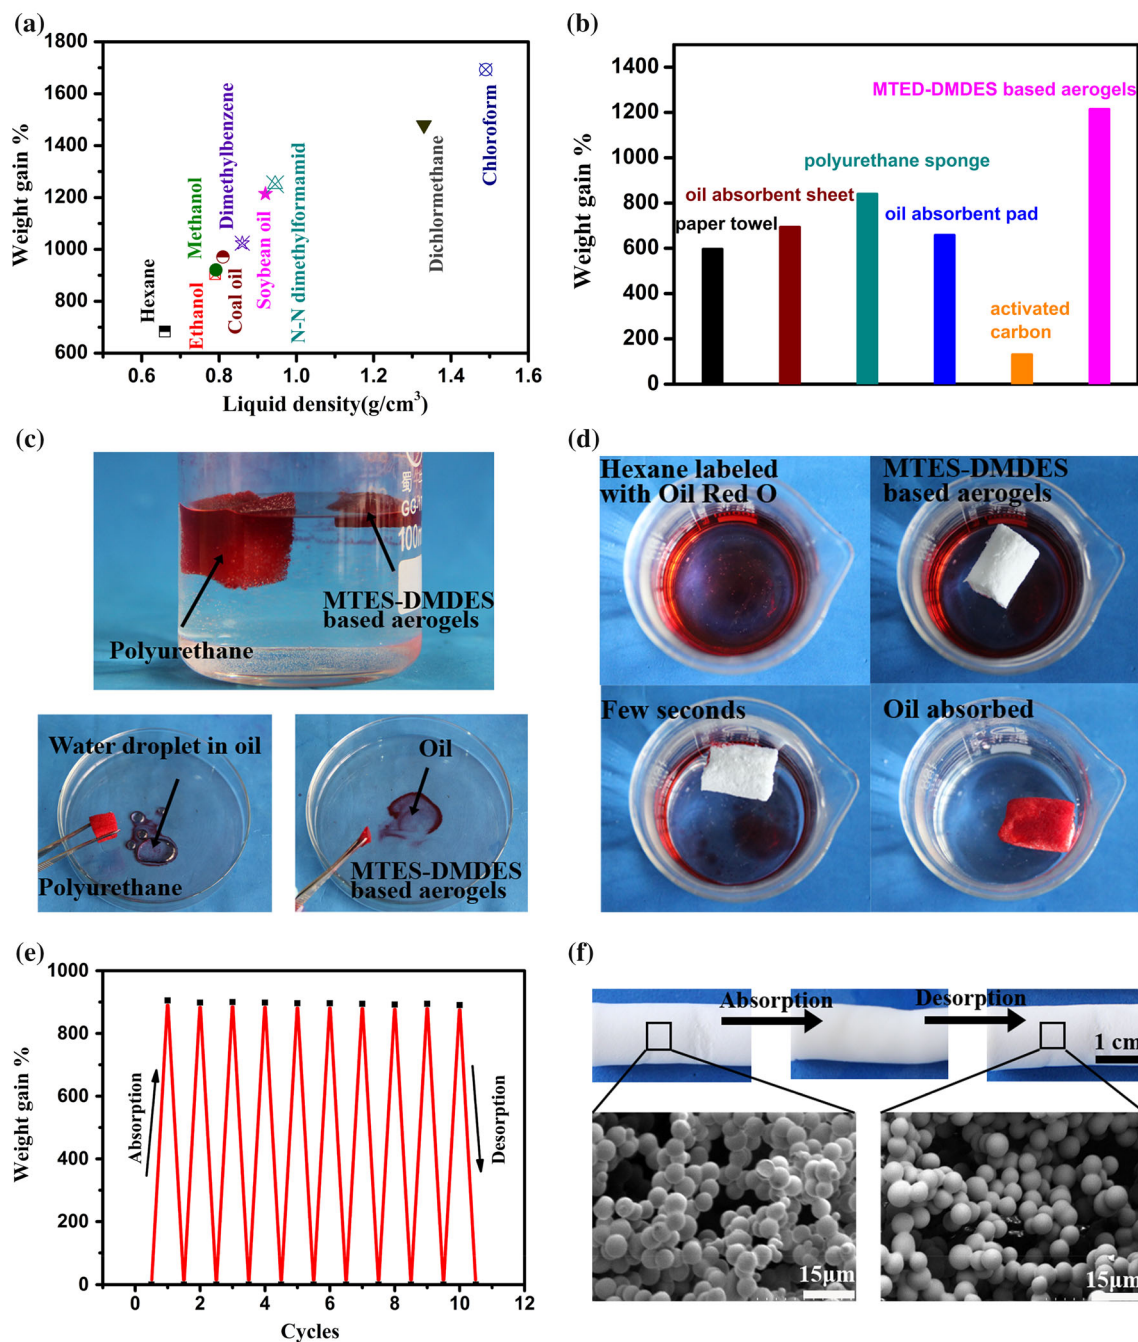 (a)
1800
1600
1400
1200
1000
800
600
Weight gain %
Hexane
Ethanol
Methanol
Coal oil
Dimethylbenzene
Soybean oil
N-N dimethylformamid
Dichlormethane
Chloroform
0.6 0.8 1.0 1.2 1.4 1.6
Liquid density(g/cm³)
(b)
1400
1200
1000
800
600
400
200
0
Weight gain %
paper towel
oil absorbent sheet
polyurethane sponge
oil absorbent pad
activated
carbon
MTED-DMDES based aerogels
(c)
100m
MTES-DMDES
based aerogels
Polyurethane
Water droplet in oil
Polyurethane
Oil
MTES-DMDES
based aerogels
(d)
Hexane labeled
with Oil Red O
MTES-DMDES
based aerogels
Few seconds
Oil absorbed
(e)
1000
800
600
400
200
0
Weight gain %
Absorption
Desorption
0 2 4 6 8 10 12
Cycles
(f)
Absorption
Desorption
1 cm
15μm
15μm